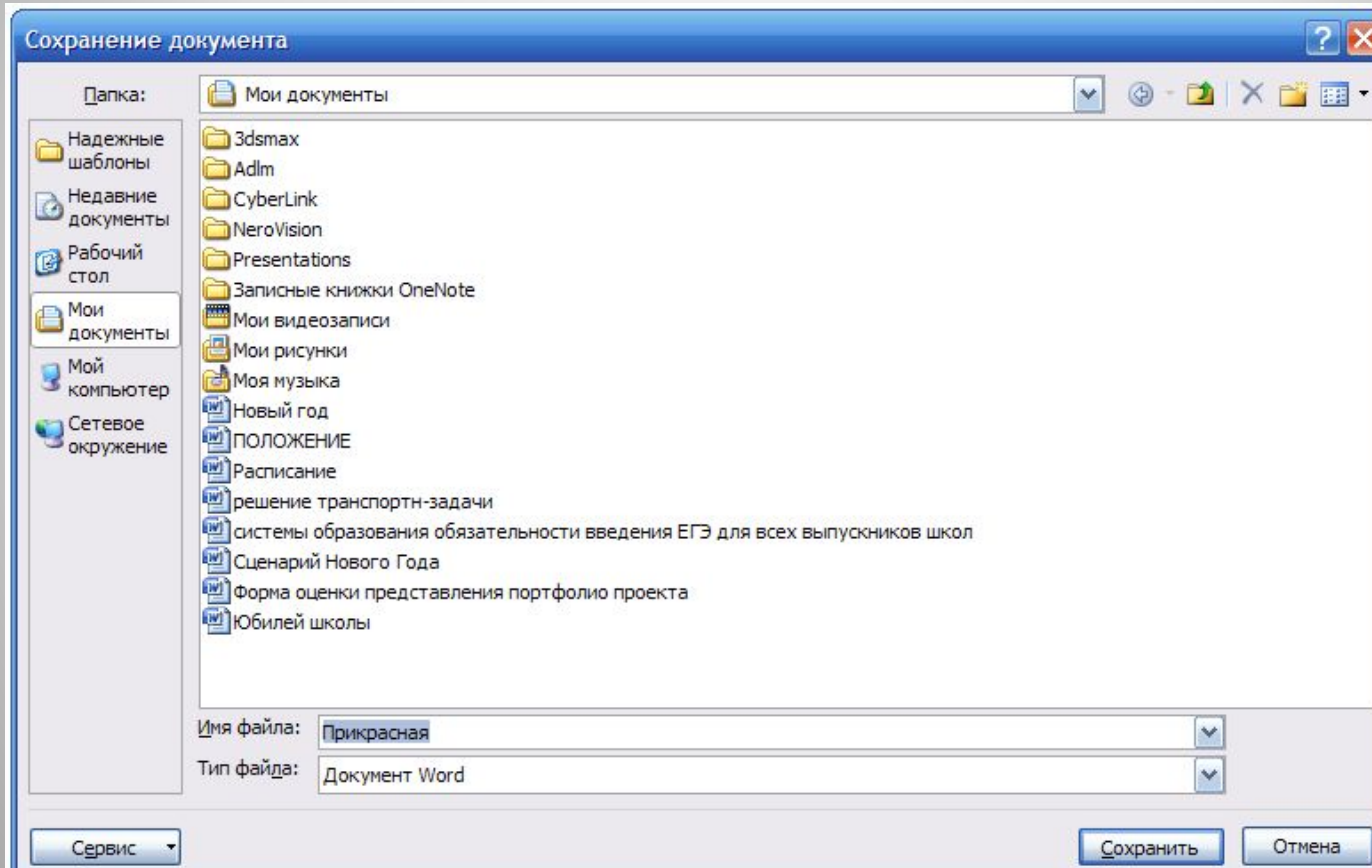 Сохранение документа
Папка:
Мои документы
Надежные
шаблоны
Недавние
документы
Рабочий
стол
Мои
документы
Мой
компьютер
Сетевое
окружение
3dsmax
Adlm
CyberLink
NeroVision
Presentations
Записные книжки OneNote
Мои видеозаписи
Мои рисунки
Моя музыка
Новый год
ПОЛОЖЕНИЕ
Расписание
решение транспортн-задачи
системы образования обязательности введения ЕГЭ для всех выпускников школ
Сценарий Нового Года
Форма оценки представления портфолио проекта
Юбилей школы
Имя файла: Прикрасная
Тип файла: Документ Word
Сервис
Сохранить
Отмена